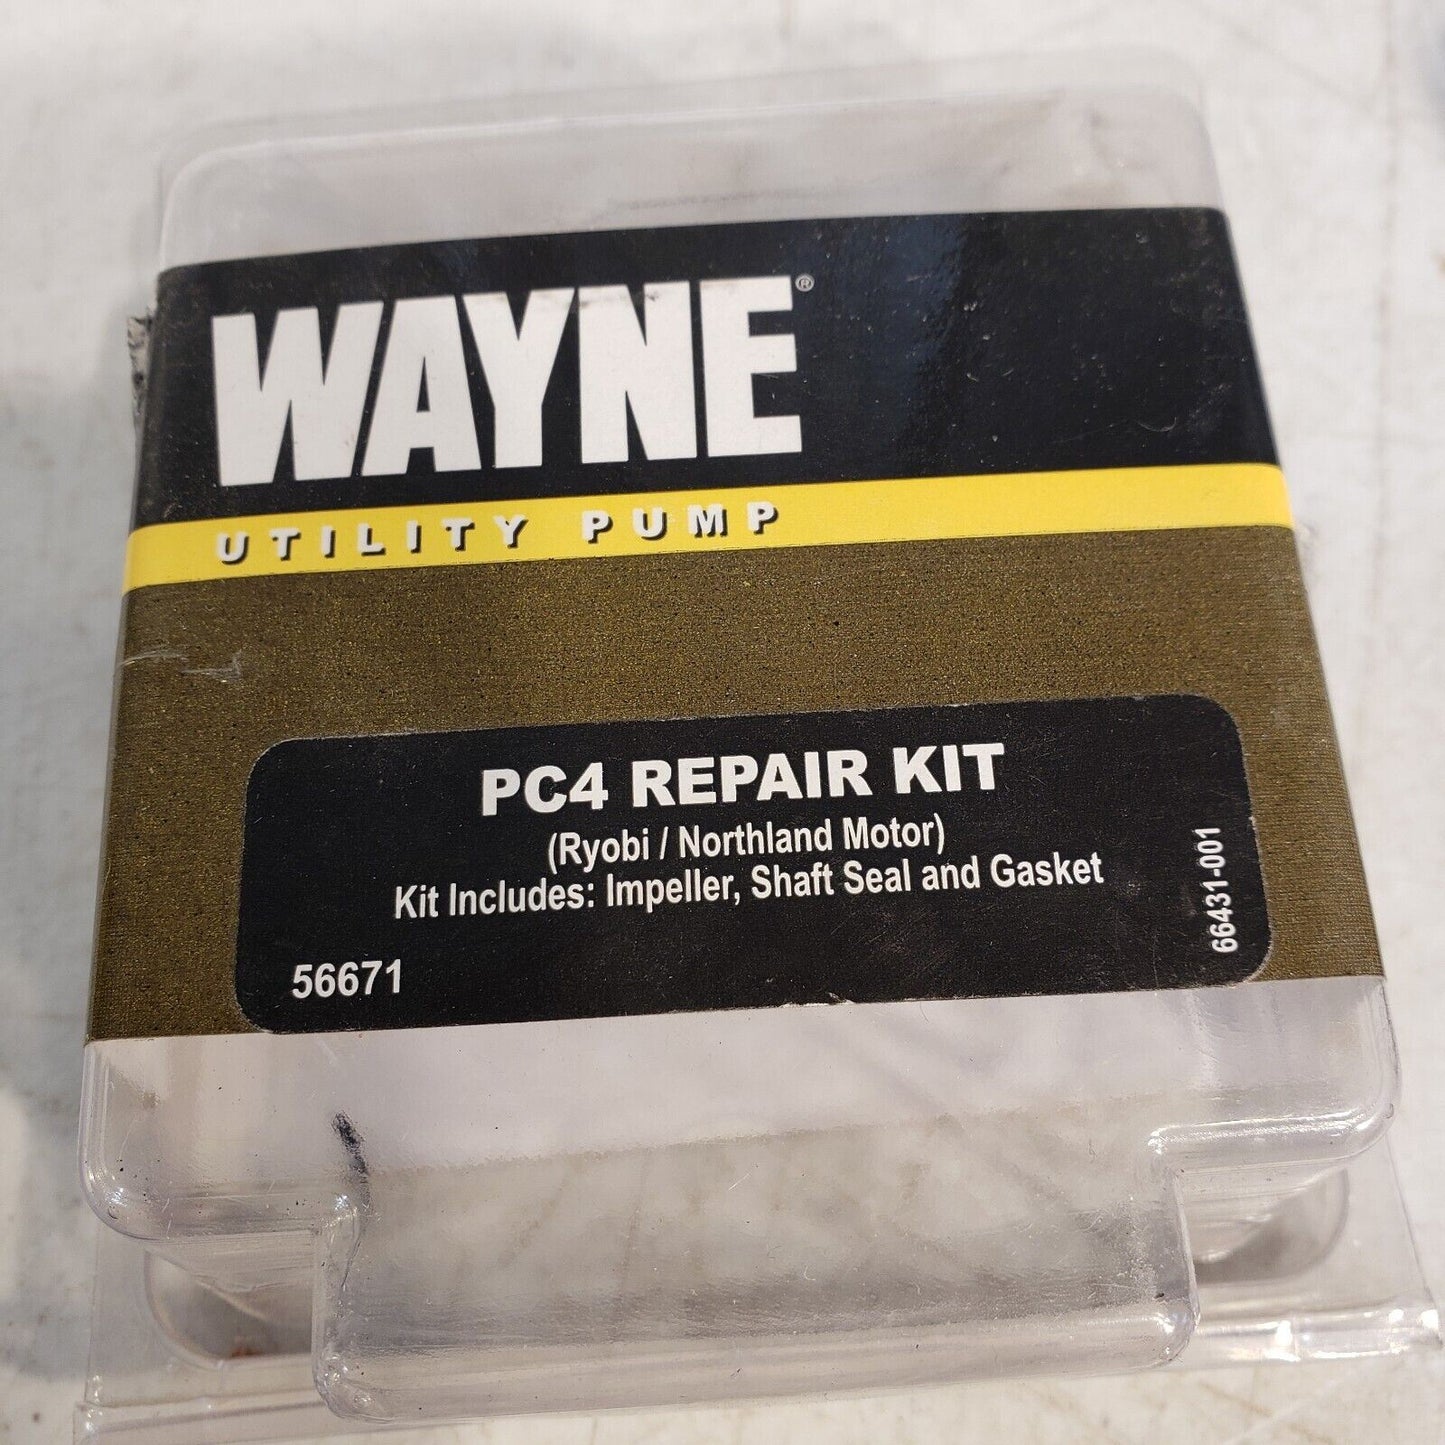 WAYNE®
UTILITY PUMP
PC4 REPAIR KIT
(Ryobi / Northland Motor)
Kit Includes: Impeller, Shaft Seal and Gasket
56671
66431-001